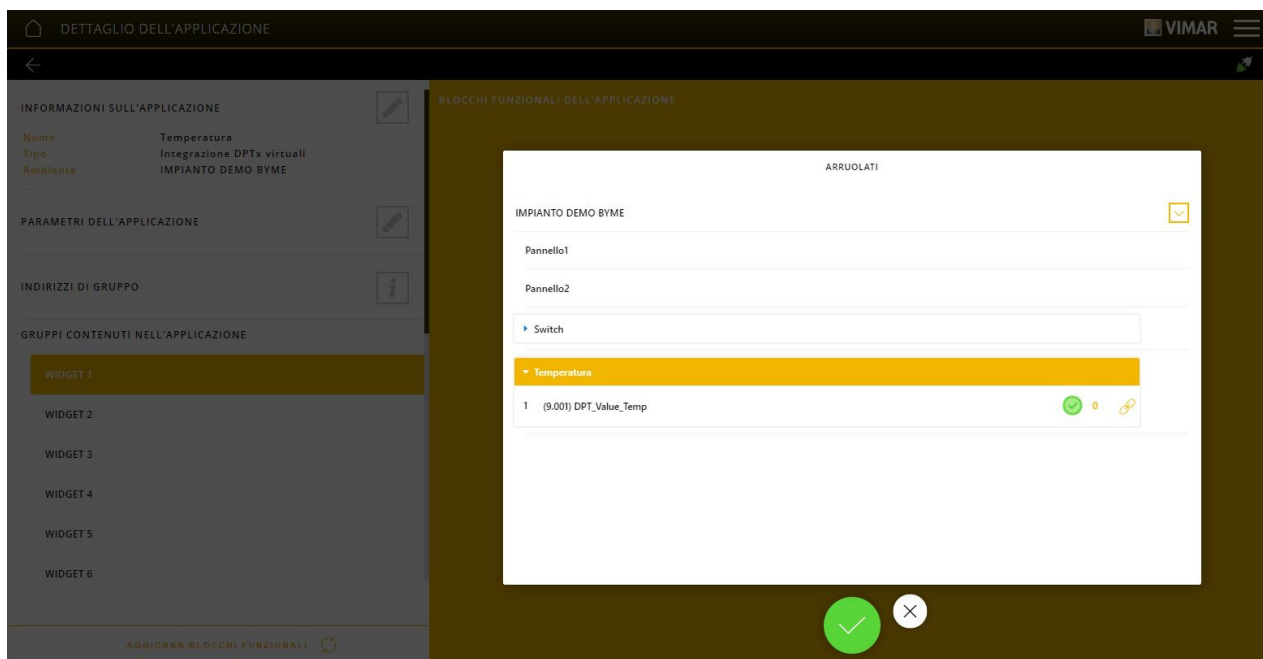 DETTAGLIO DELL'APPLICAZIONE
VIMAR
INFORMAZIONI SULL'APPLICAZIONE
Nome Temperatura
Tipo Integrazione DPTx virtuali
Ambiente IMPIANTO DEMO BYME
PARAMETRI DELL'APPLICAZIONE
INDIRIZZI DI GRUPPO
GRUPPI CONTENUTI NELL'APPLICAZIONE
WIDGET 1
WIDGET 2
WIDGET 3
WIDGET 4
WIDGET 5
WIDGET 6
AGGIORNA BLOCCHI FUNZIONALI
BLOCCHI FUNZIONALI DELL'APPLICAZIONE
ARRUOLATI
IMPIANTO DEMO BYME
Pannello1
Pannello2
Switch
Temperatura
1 (9.001) DPT_Value_Temp 0